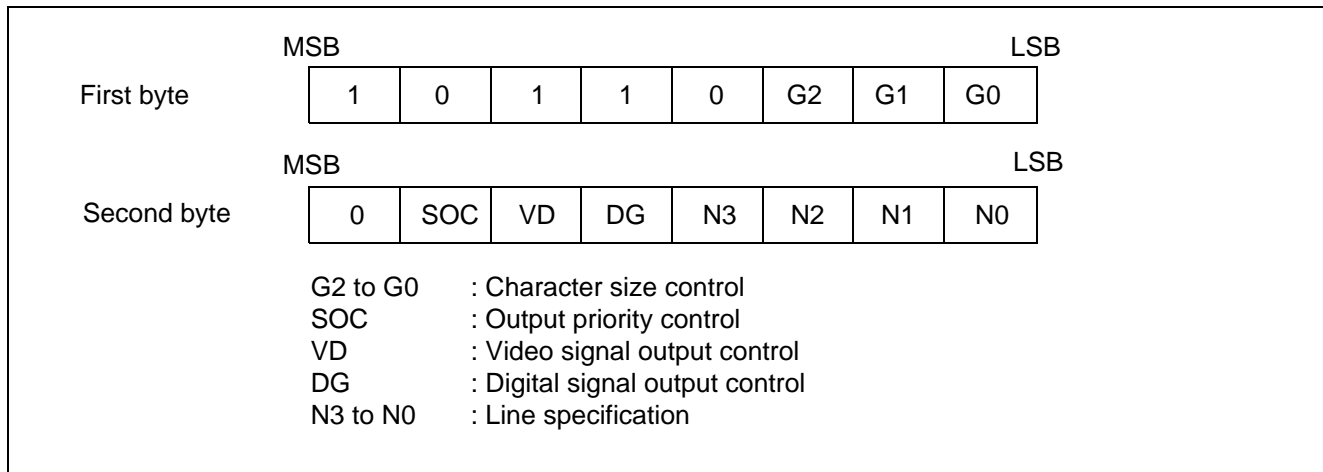 MSB LSB
First byte 1 0 1 1 0 G2 G1 G0
MSB LSB
Second byte 0 SOC VD DG N3 N2 N1 N0
G2 to G0 : Character size control
SOC : Output priority control
VD : Video signal output control
DG : Digital signal output control
N3 to N0 : Line specification